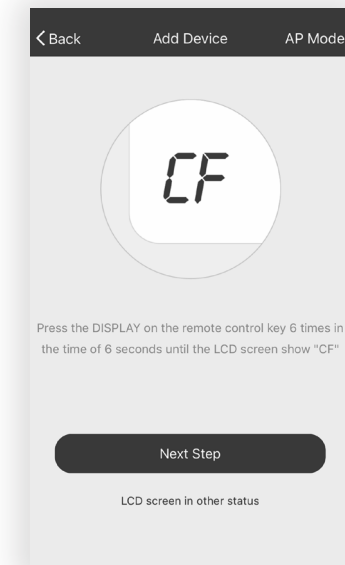 Back Add Device AP Mode
CF
Press the DISPLAY on the remote control key 6 times in
the time of 6 seconds until the LCD screen show "CF"
Next Step
LCD screen in other status